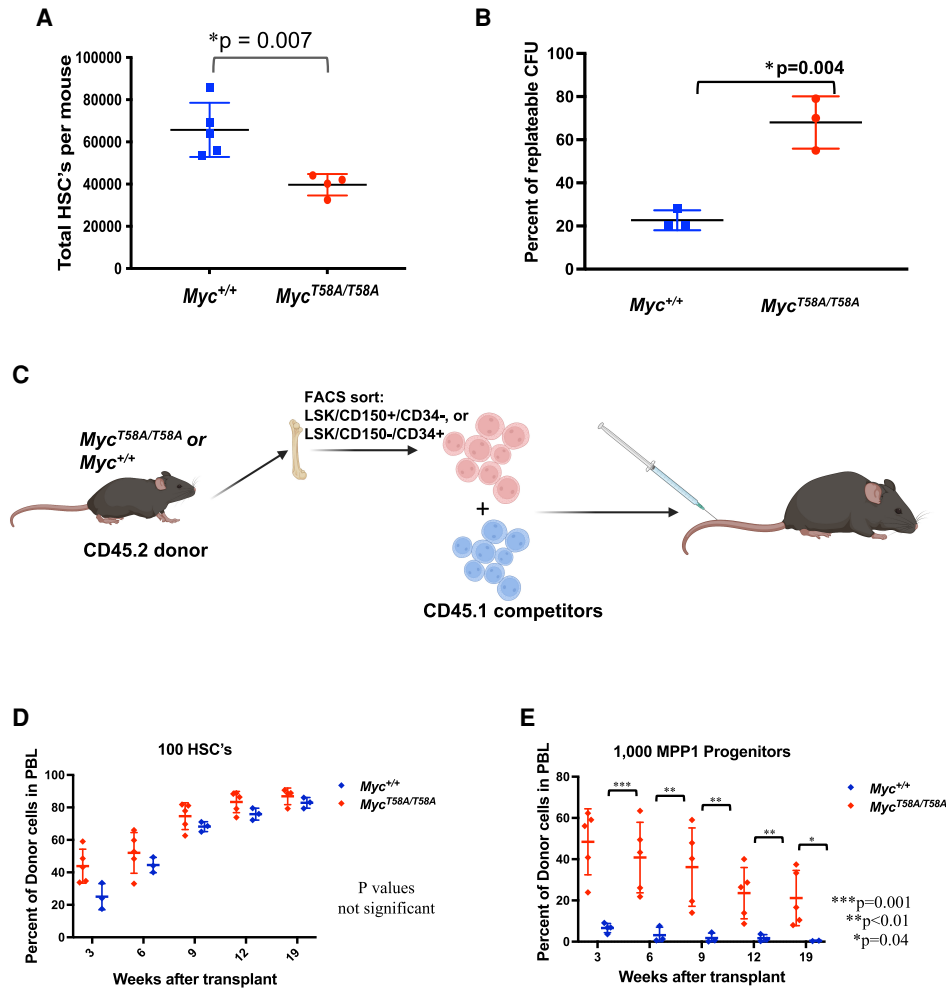 A
*p = 0.007
Total HSC's per mouse
100000
80000
60000
40000
20000
0
Myc+/+
MycT58A/T58A
B
*p=0.004
Percent of replateable CFU
100
80
60
40
20
0
Myc+/+
MycT58A/T58A
C
MycT58A/T58A or
Myc+/+
CD45.2 donor
FACS sort:
LSK/CD150+/CD34-, or
LSK/CD150-/CD34+
+
CD45.1 competitors
D
100 HSC's
Percent of Donor cells in PBL
100
80
60
40
20
0
3 6 9 12 19
Weeks after transplant
Myc+/+
MycT58A/T58A
P values
not significant
E
1,000 MPP1 Progenitors
Percent of Donor cells in PBL
80
60
40
20
0
*** ** ** ** *
3 6 9 12 19
Weeks after transplant
Myc+/+
MycT58A/T58A
***p=0.001
**p<0.01
*p=0.04